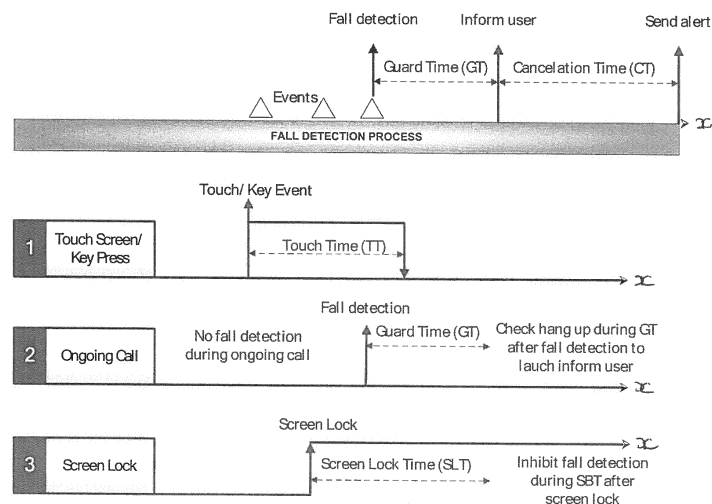 Fall detection
Inform user
Send alert
Guard Time (GT)
Cancelation Time (CT)
Events
x
FALL DETECTION PROCESS
Touch/ Key Event
1
Touch Screen/
Key Press
Touch Time (TT)
x
Fall detection
2
Ongoing Call
No fall detection
during ongoing call
Guard Time (GT)
Check hang up during GT
after fall detection to
lauch inform user
x
Screen Lock
x
3
Screen Lock
Screen Lock Time (SLT)
Inhibit fall detection
during SBT after
screen lock